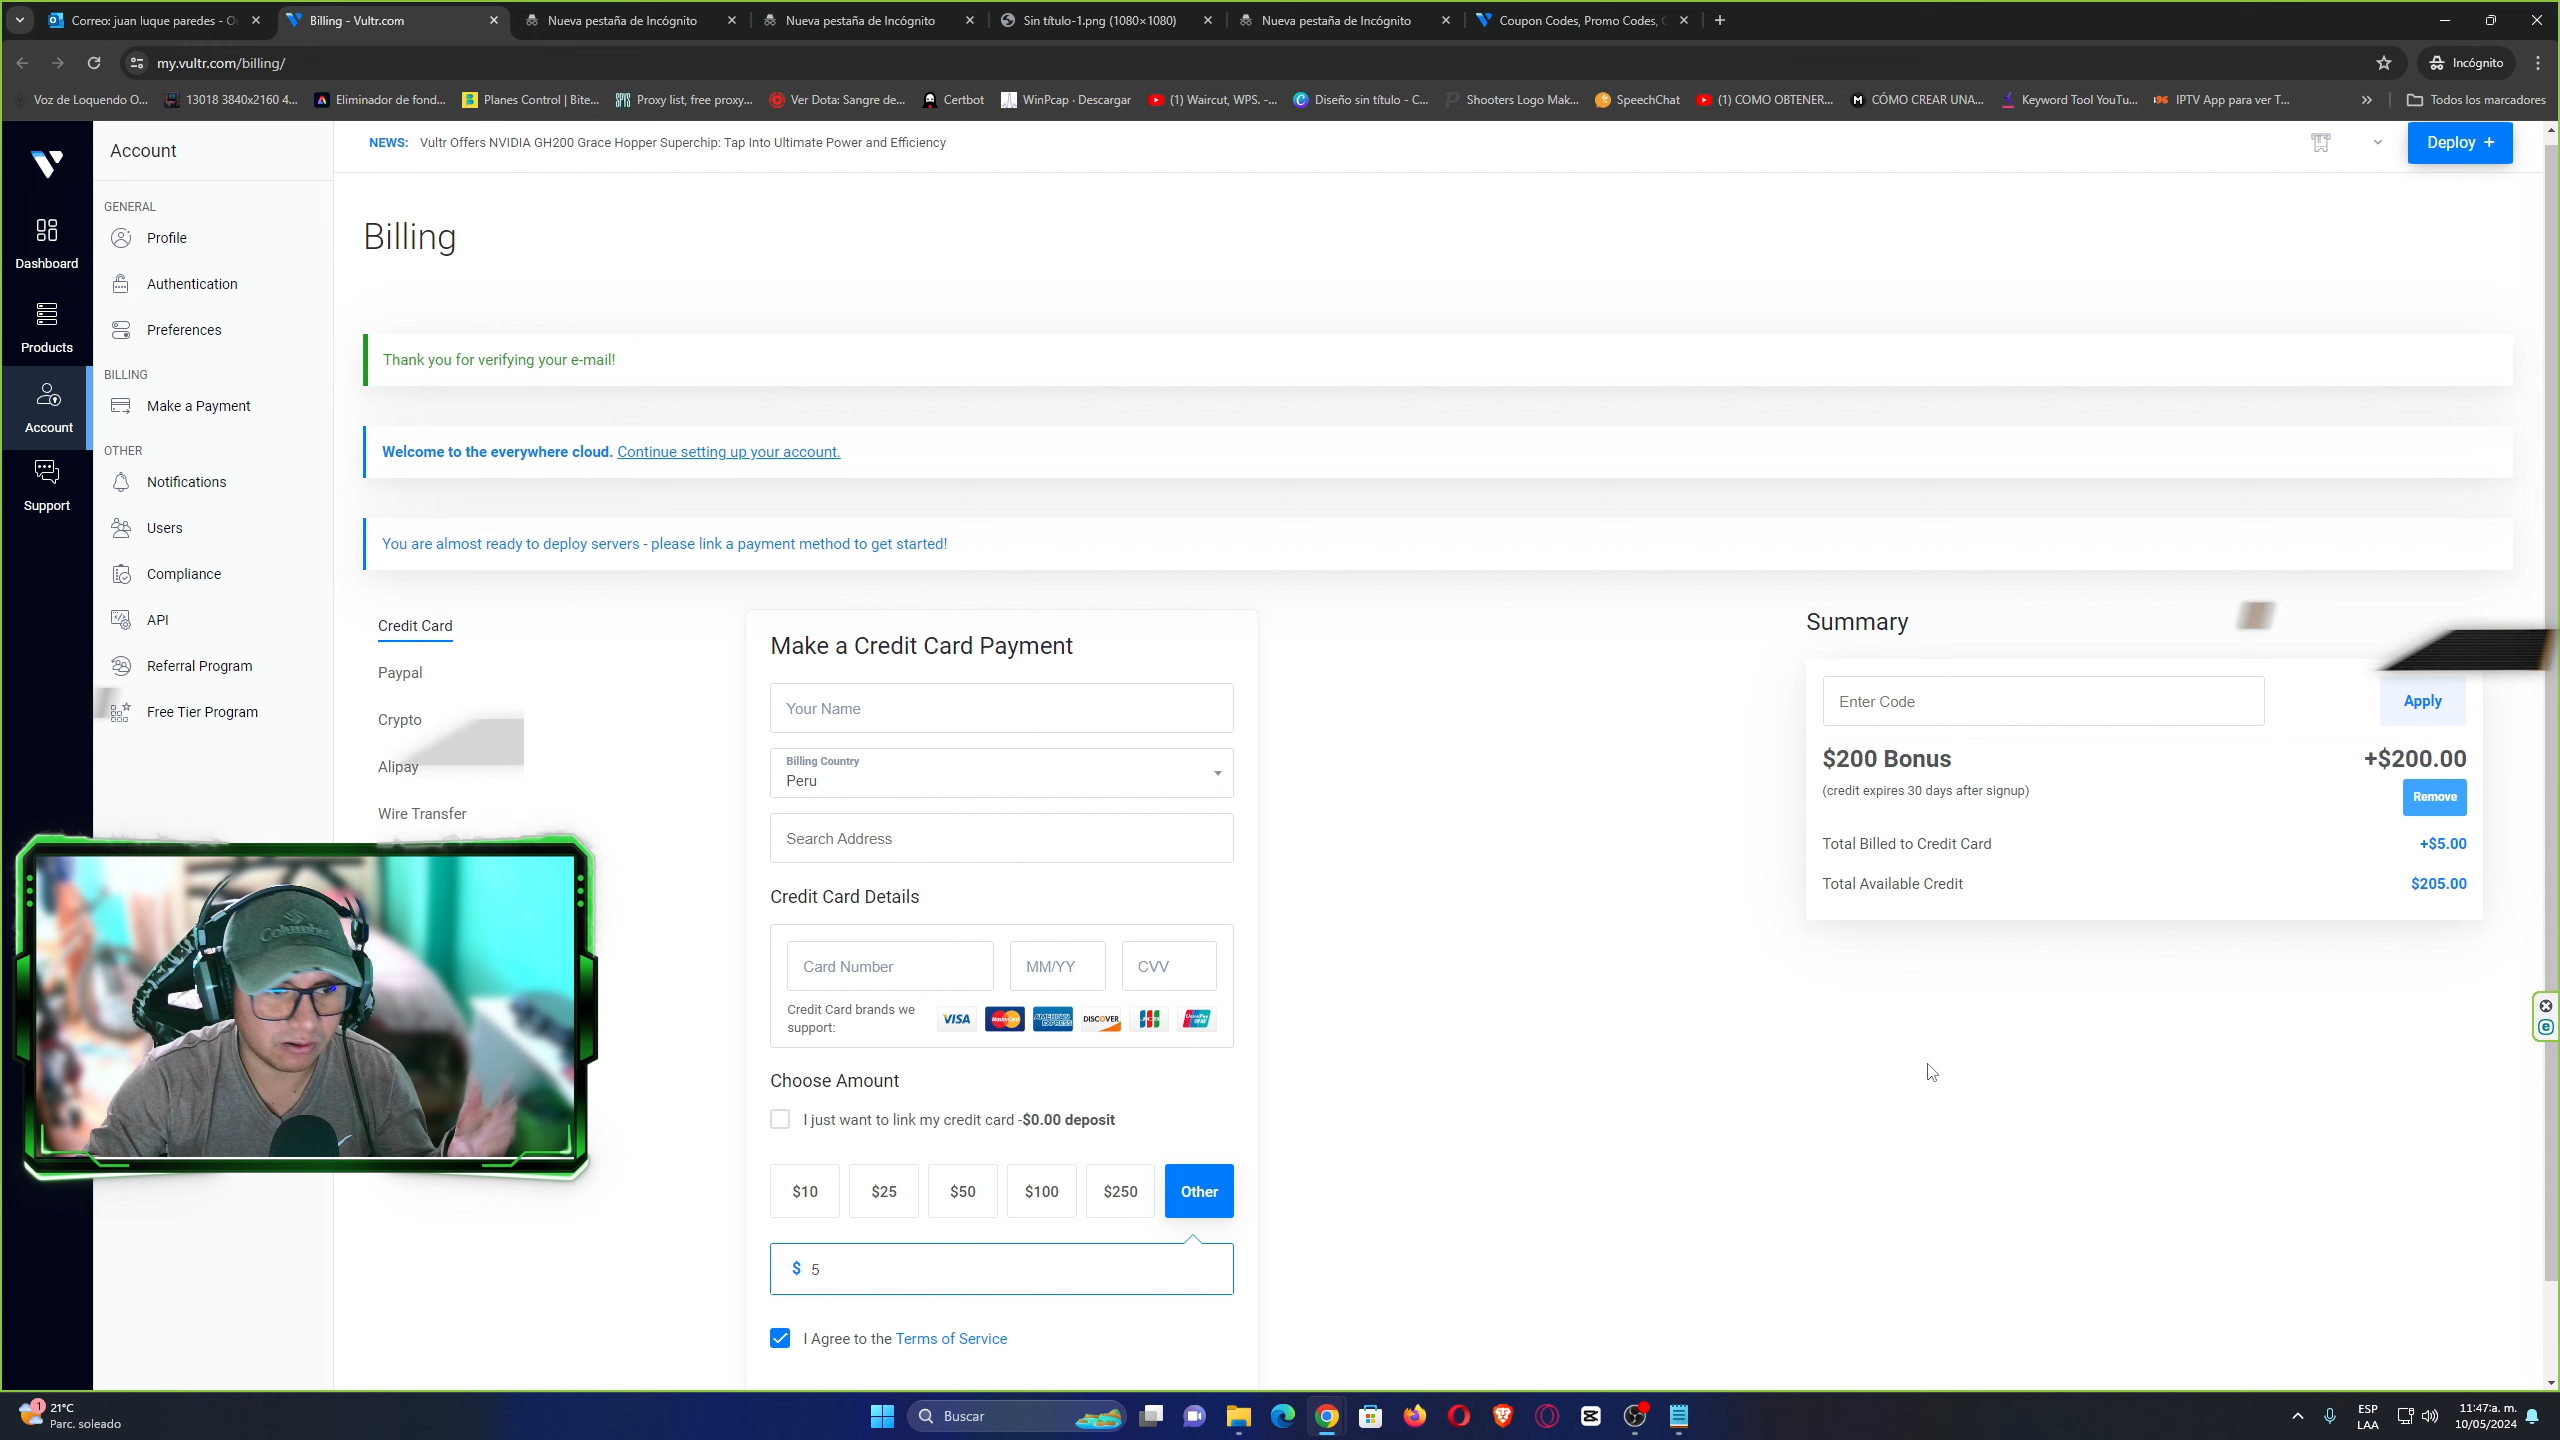 Correo: juan luque paredes - O
Billing - Vultr.com
Nueva pestaña de Incógnito
Nueva pestaña de Incógnito
Sin título-1.png (1080×1080)
Nueva pestaña de Incógnito
Coupon Codes, Promo Codes,
my.vultr.com/billing/
Incógnito
Voz de Loquendo O...
13018 3840x2160 4...
Eliminador de fond...
Planes Control | Bite...
Proxy list, free proxy...
Ver Dota: Sangre de...
Certbot
WinPcap · Descargar
(1) Waircut, WPS. -...
Diseño sin título - C...
Shooters Logo Mak...
SpeechChat
(1) COMO OBTENER...
CÓMO CREAR UNA...
Keyword Tool YouTu...
IPTV App para ver T...
Todos los marcadores
Account
NEWS: Vultr Offers NVIDIA GH200 Grace Hopper Superchip: Tap Into Ultimate Power and Efficiency
Deploy +
Dashboard
Products
Account
Support
GENERAL
Profile
Authentication
Preferences
BILLING
Make a Payment
OTHER
Notifications
Users
Compliance
API
Referral Program
Free Tier Program
Billing
Thank you for verifying your e-mail!
Welcome to the everywhere cloud. Continue setting up your account.
You are almost ready to deploy servers - please link a payment method to get started!
Credit Card
Paypal
Crypto
Alipay
Wire Transfer
Make a Credit Card Payment
Your Name
Billing Country
Peru
Search Address
Credit Card Details
Card Number
MM/YY
CVV
Credit Card brands we
support:
VISA
MasterCard
AMERICAN EXPRESS
DISCOVER
JCB
UnionPay
Choose Amount
I just want to link my credit card -$0.00 deposit
$10
$25
$50
$100
$250
Other
$ 5
I Agree to the Terms of Service
Summary
Enter Code
Apply
$200 Bonus
+$200.00
(credit expires 30 days after signup)
Remove
Total Billed to Credit Card
+$5.00
Total Available Credit
$205.00
Columbia
1
21°C
Parc. soleado
Buscar
ESP
LAA
11:47 a. m.
10/05/2024